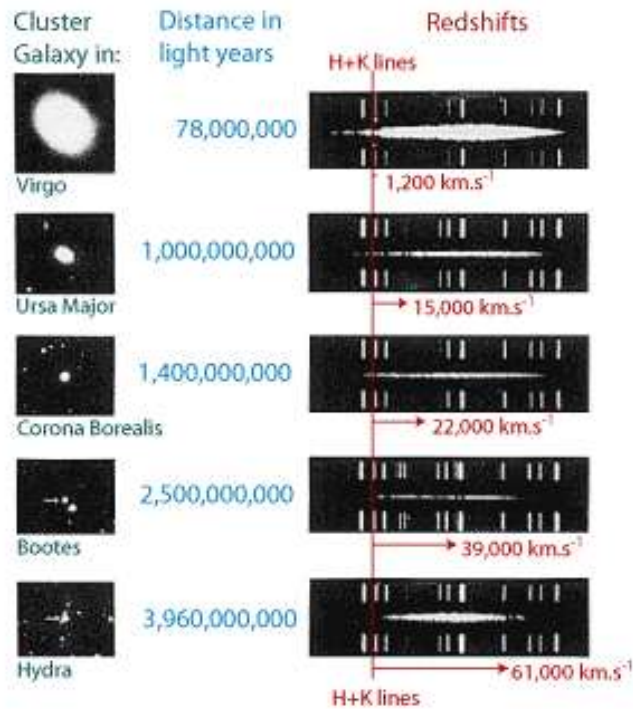 Cluster
Galaxy in:
Distance in
light years
Redshifts
H+K lines
Virgo
78,000,000
1,200 km.s⁻¹
Ursa Major
1,000,000,000
15,000 km.s⁻¹
Corona Borealis
1,400,000,000
22,000 km.s⁻¹
Bootes
2,500,000,000
39,000 km.s⁻¹
Hydra
3,960,000,000
61,000 km.s⁻¹
H+K lines